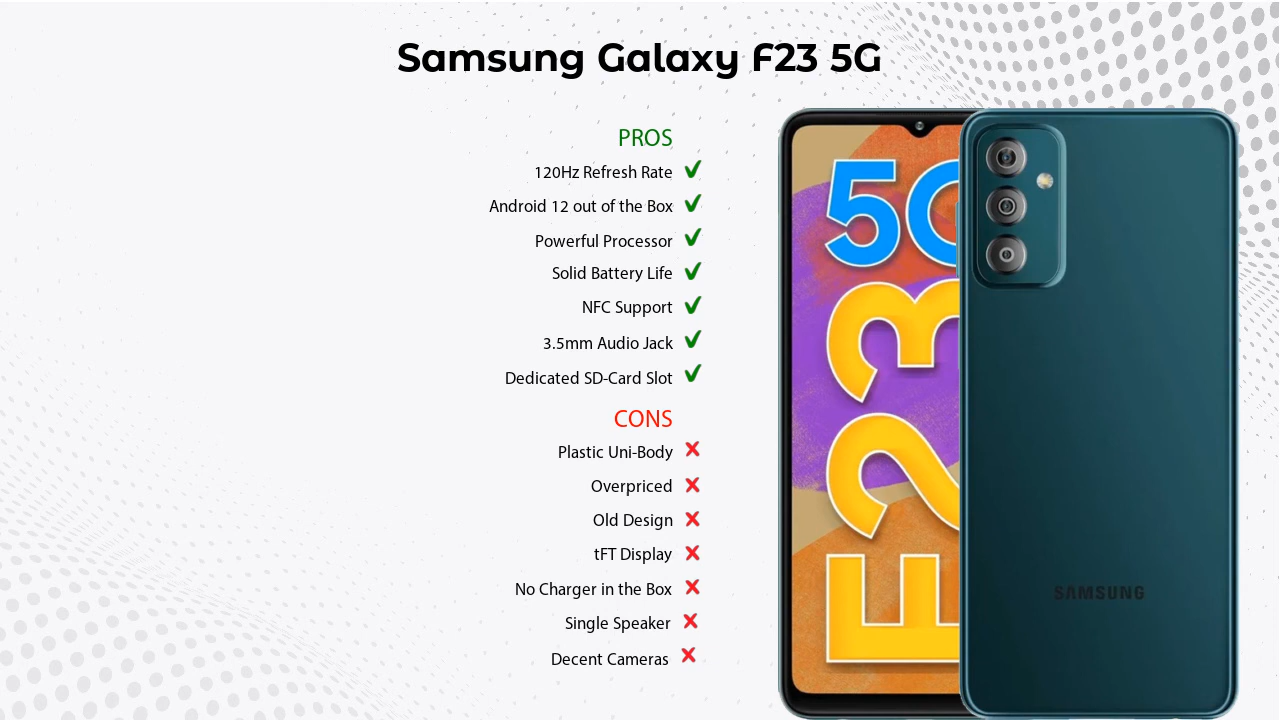 Samsung Galaxy F23 5G
PROS
120Hz Refresh Rate
Android 12 out of the Box
Powerful Processor
Solid Battery Life
NFC Support
3.5mm Audio Jack
Dedicated SD-Card Slot
CONS
Plastic Uni-Body
Overpriced
Old Design
tFT Display
No Charger in the Box
Single Speaker
Decent Cameras
5G
F23
SAMSUNG